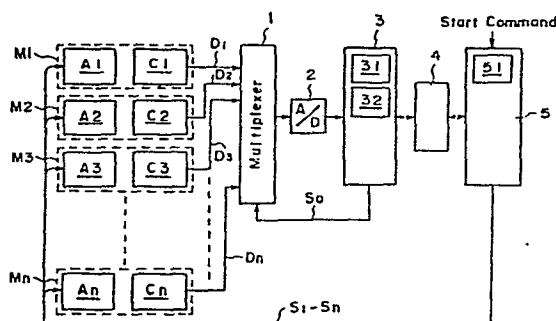 1
3
Start Command
M1
A1
C1
D1
D2
31
51
4
M2
A2
C2
2
32
5
M3
A3
C3
D3
Multiplexer
A/D
So
Dn
Mn
An
Cn
S1-Sn